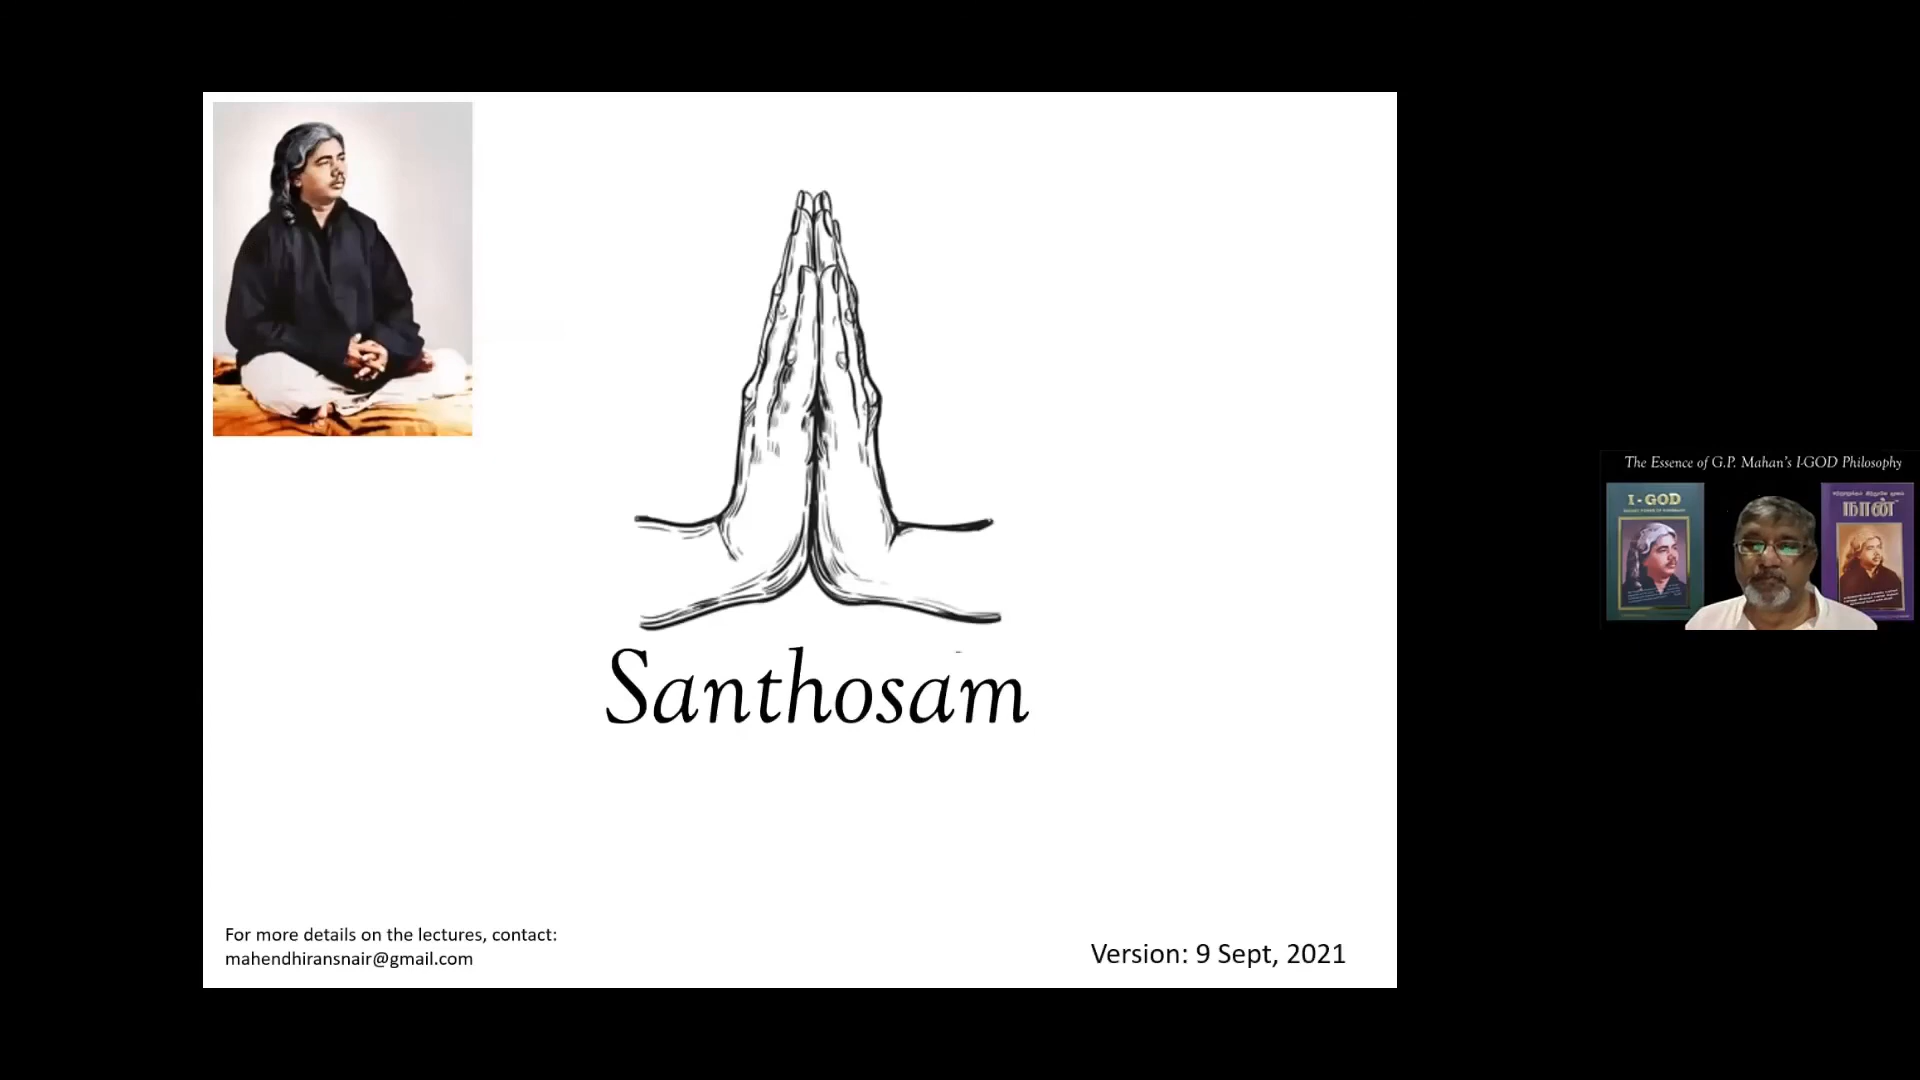 Santhosam
For more details on the lectures, contact:
mahendhiransnair@gmail.com
Version: 9 Sept, 2021
The Essence of G.P. Mahan's I-GOD Philosophy
I - GOD
நான்